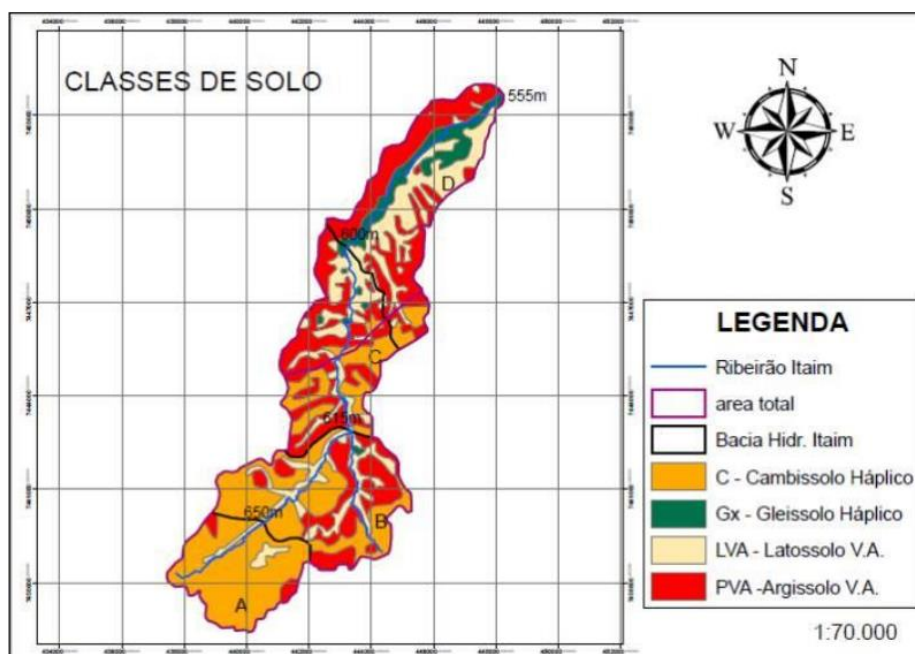 CLASSES DE SOLO
555m
N
W
E
S
D
600m
C
615m
650m
B
A
LEGENDA
Ribeirão Itaim
area total
Bacia Hidr. Itaim
C - Cambissolo Háplico
Gx - Gleissolo Háplico
LVA - Latossolo V.A.
PVA -Argissolo V.A.
1:70.000